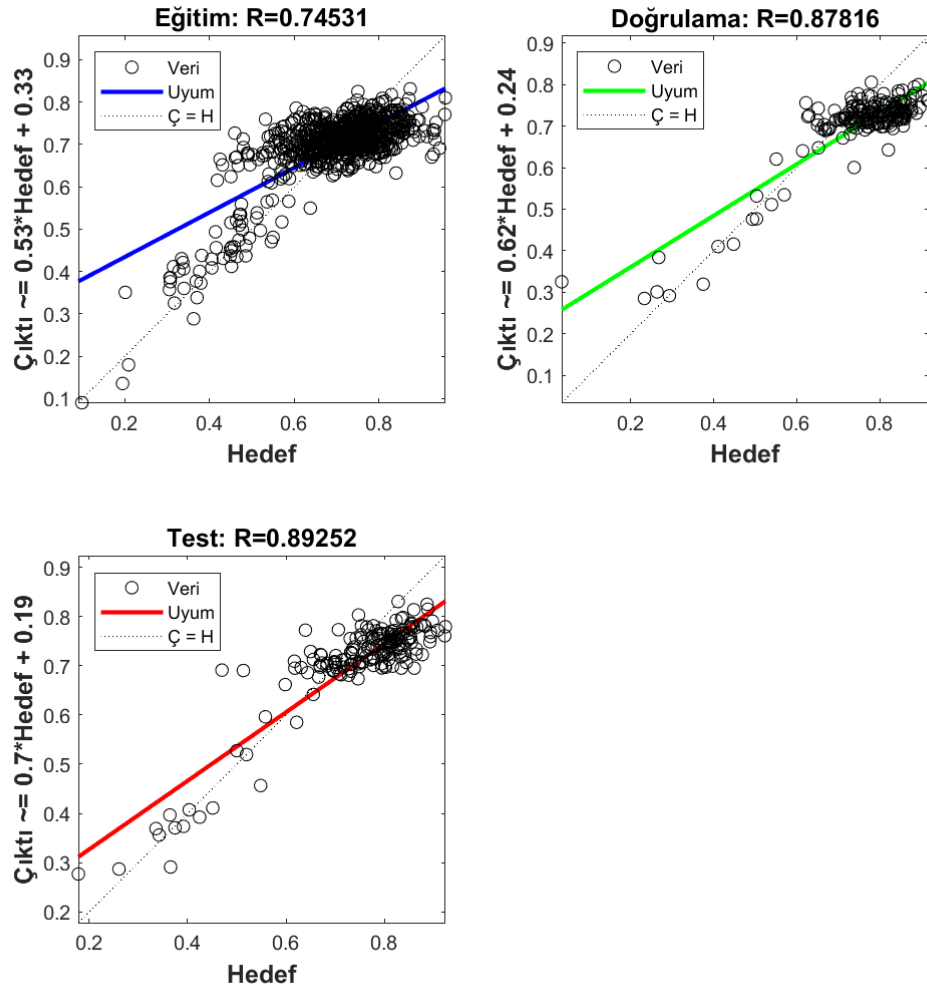 Eğitim: R=0.74531
Çıktı ~= 0.53*Hedef + 0.33
0.9
0.8
0.7
0.6
0.5
0.4
0.3
0.2
0.1
Veri
Uyum
Ç = H
0.2 0.4 0.6 0.8
Hedef
Doğrulama: R=0.87816
Çıktı ~= 0.62*Hedef + 0.24
0.9
0.8
0.7
0.6
0.5
0.4
0.3
0.2
0.1
Veri
Uyum
Ç = H
0.2 0.4 0.6 0.8
Hedef
Test: R=0.89252
Çıktı ~= 0.7*Hedef + 0.19
0.9
0.8
0.7
0.6
0.5
0.4
0.3
0.2
Veri
Uyum
Ç = H
0.2 0.4 0.6 0.8
Hedef